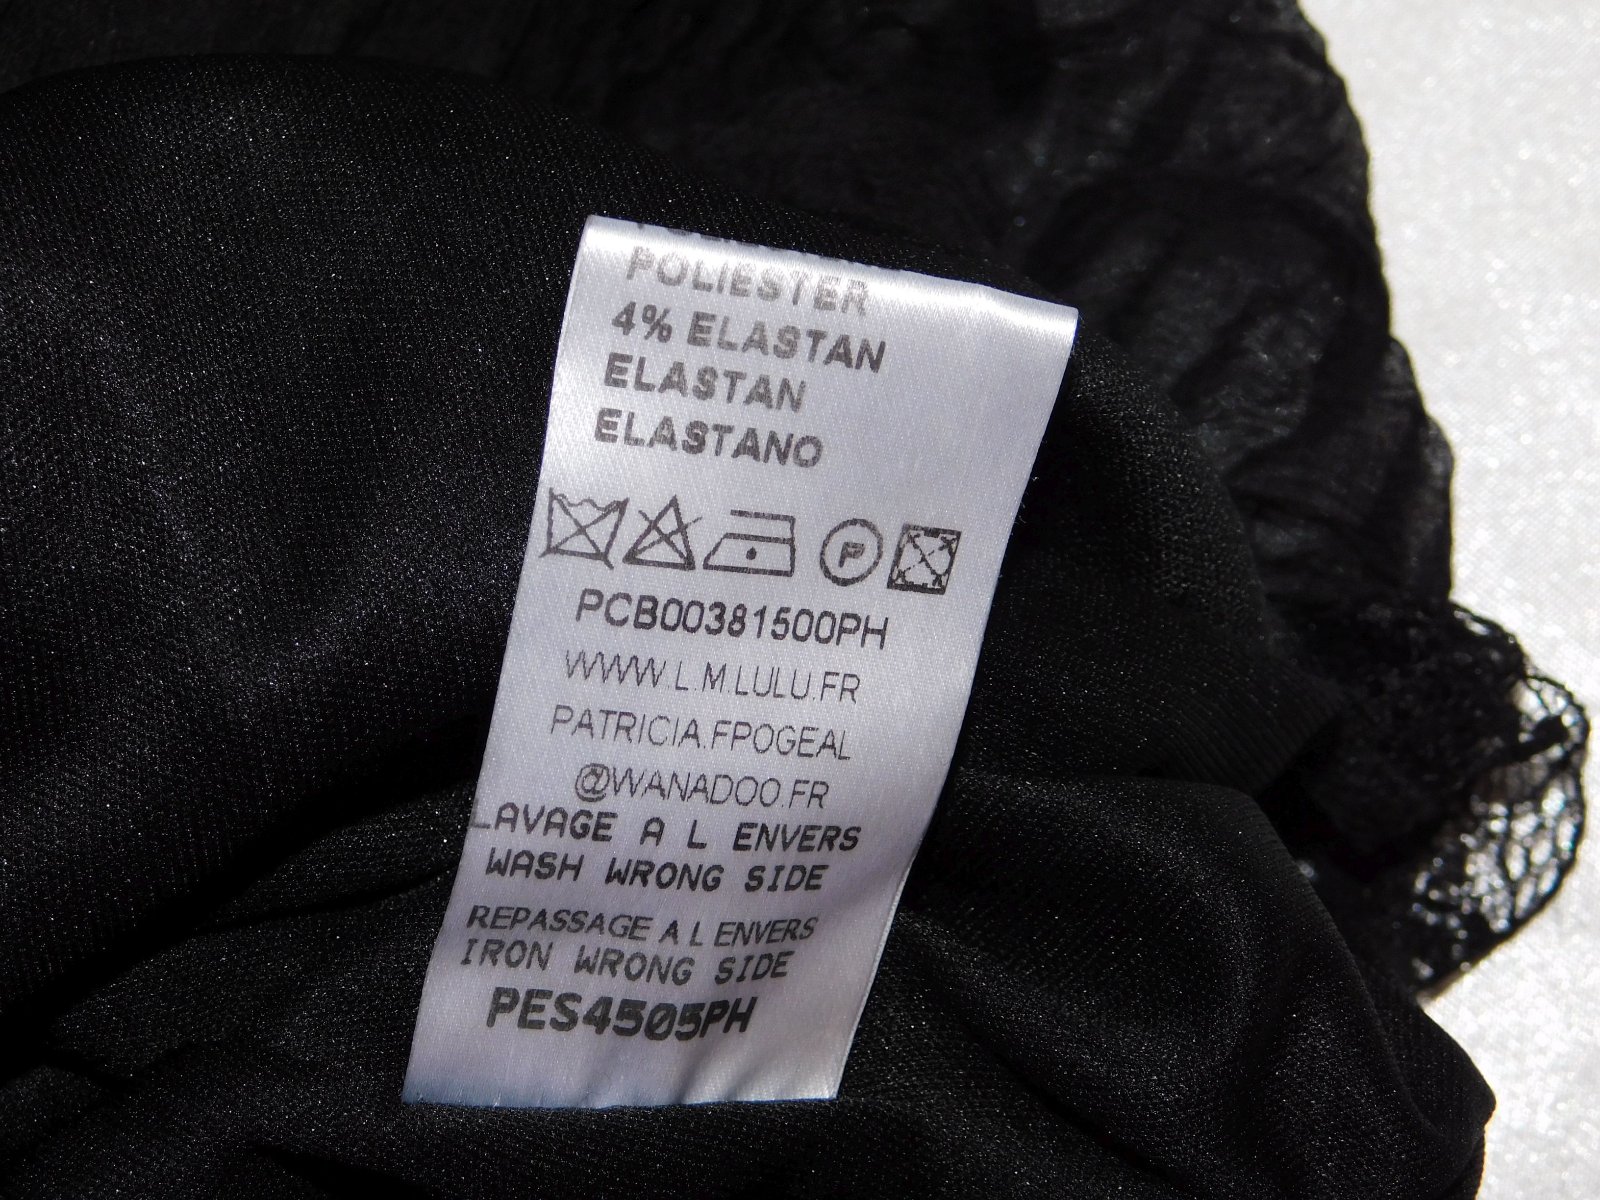 POLIESTER
4% ELASTAN
ELASTAN
ELASTANO
P
PCB00381500PH
WWW.L.M.LULU.FR
PATRICIA.FPOGEAL
@WANADOO.FR
LAVAGE A L ENVERS
WASH WRONG SIDE
REPASSAGE A L ENVERS
IRON WRONG SIDE
PES4505PH